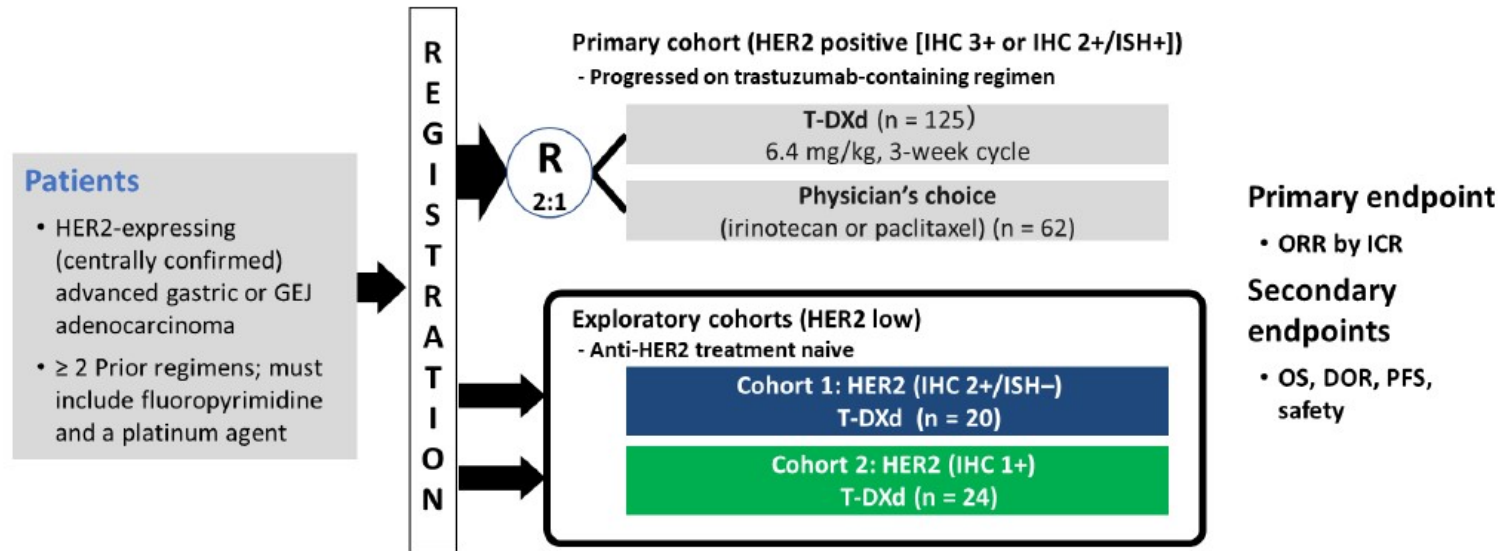 Patients
• HER2-expressing
(centrally confirmed)
advanced gastric or GEJ
adenocarcinoma
• ≥ 2 Prior regimens; must
include fluoropyrimidine
and a platinum agent
REGISTRATION
Primary cohort (HER2 positive [IHC 3+ or IHC 2+/ISH+])
- Progressed on trastuzumab-containing regimen
R
2:1
T-DXd (n = 125)
6.4 mg/kg, 3-week cycle
Physician’s choice
(irinotecan or paclitaxel) (n = 62)
Exploratory cohorts (HER2 low)
- Anti-HER2 treatment naive
Cohort 1: HER2 (IHC 2+/ISH–)
T-DXd (n = 20)
Cohort 2: HER2 (IHC 1+)
T-DXd (n = 24)
Primary endpoint
• ORR by ICR
Secondary
endpoints
• OS, DOR, PFS,
safety